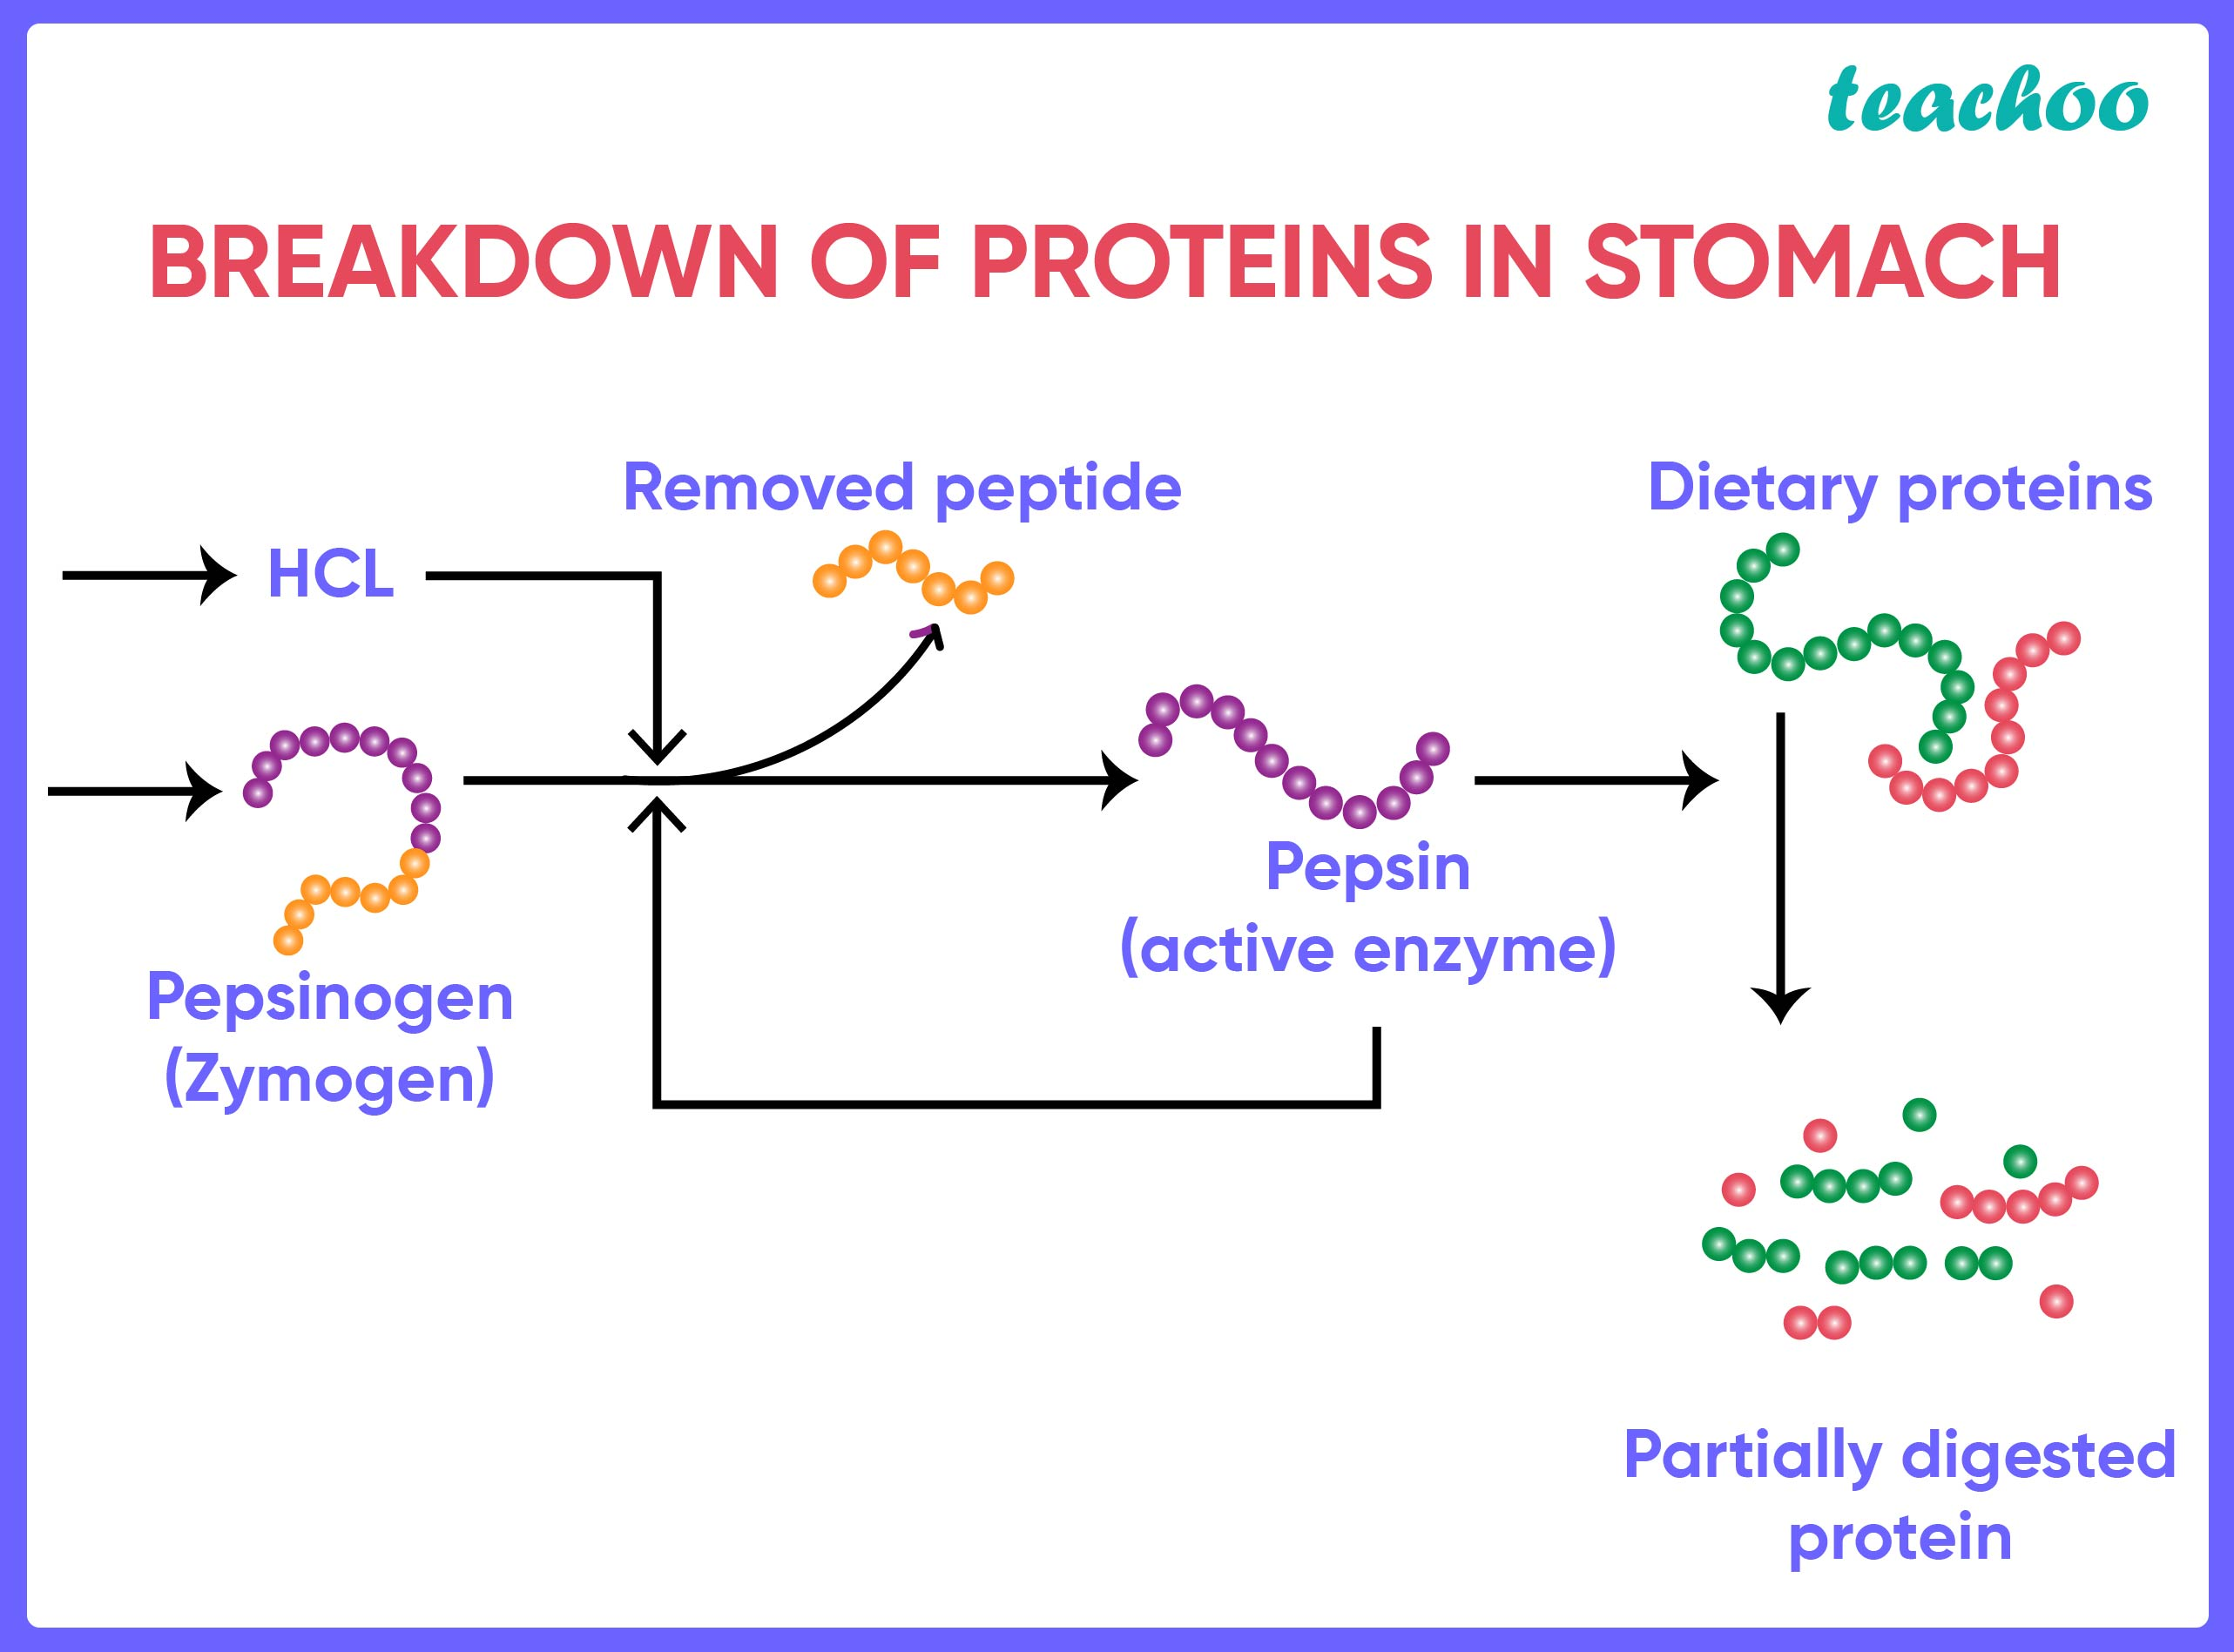 teachoo
BREAKDOWN OF PROTEINS IN STOMACH
Removed peptide
Dietary proteins
HCL
Pepsin
(active enzyme)
Pepsinogen
(Zymogen)
Partially digested
protein